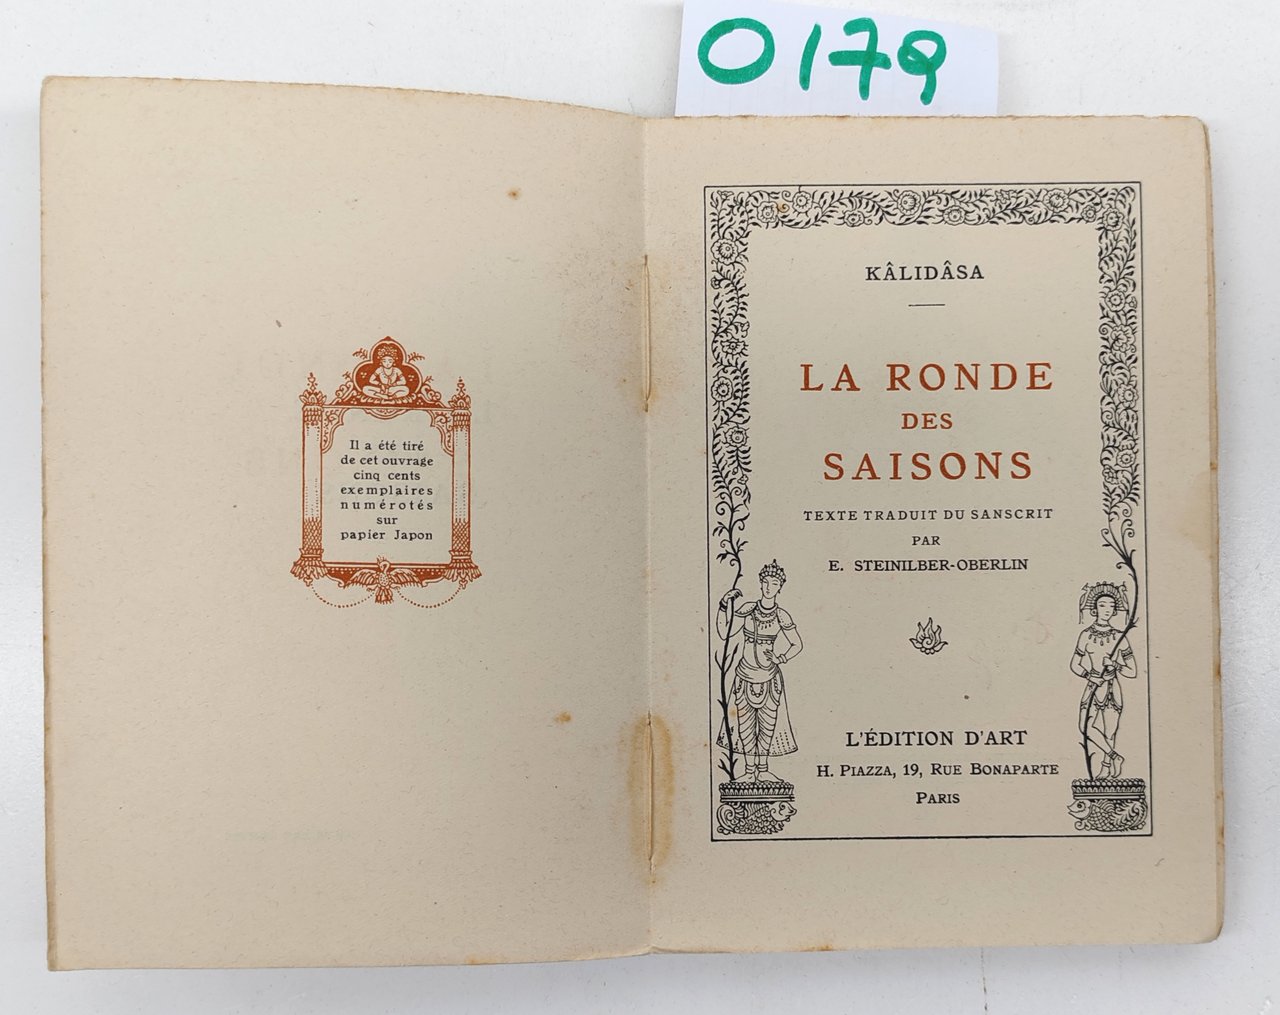 O179
Il a été tiré
de cet ouvrage
cinq cents
exemplaires
numérotés
sur
papier Japon
KÂLIDÂSA
LA RONDE
DES
SAISONS
TEXTE TRADUIT DU SANSCRIT
PAR
E. STEINILBER-OBERLIN
L'ÉDITION D'ART
H. PIAZZA, 19, RUE BONAPARTE
PARIS